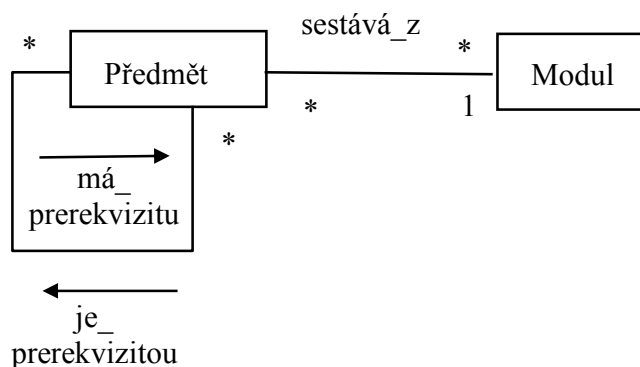 sestává_z
*
*
Předmět
Modul
*
1
*
má_
prerekvizitu
je_
prerekvizitou